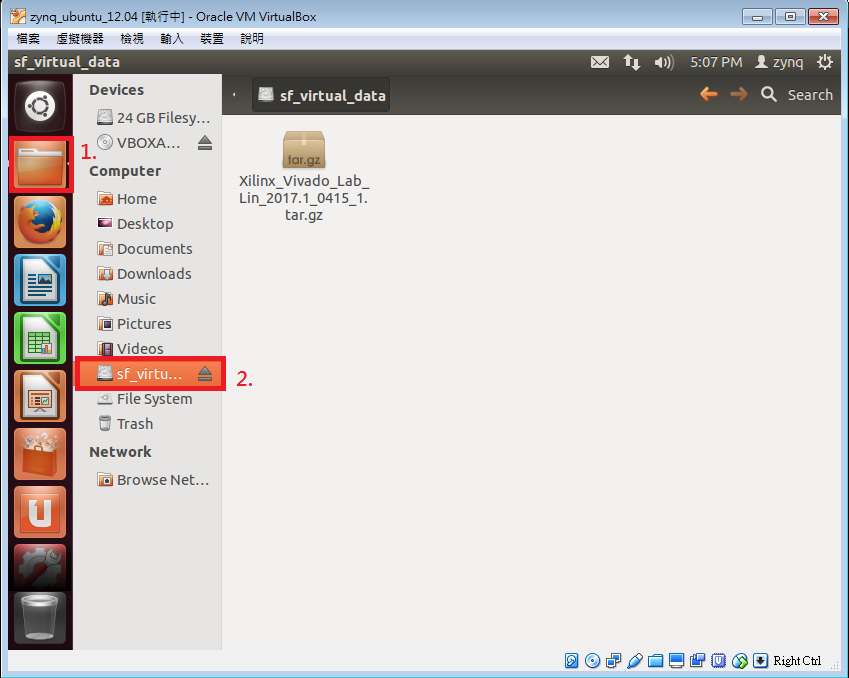 zynq_ubuntu_12.04 [執行中] - Oracle VM VirtualBox
檔案 虛擬機器 檢視 輸入 裝置 說明
sf_virtual_data 5:07 PM zynq
Devices
24 GB Filesy...
VBOXA...
1.
Computer
Home
Desktop
Documents
Downloads
Music
Pictures
Videos
sf_virtu...
2.
File System
Trash
Network
Browse Net...
sf_virtual_data
Search
tar.gz
Xilinx_Vivado_Lab_
Lin_2017.1_0415_1.
tar.gz
Right Ctrl